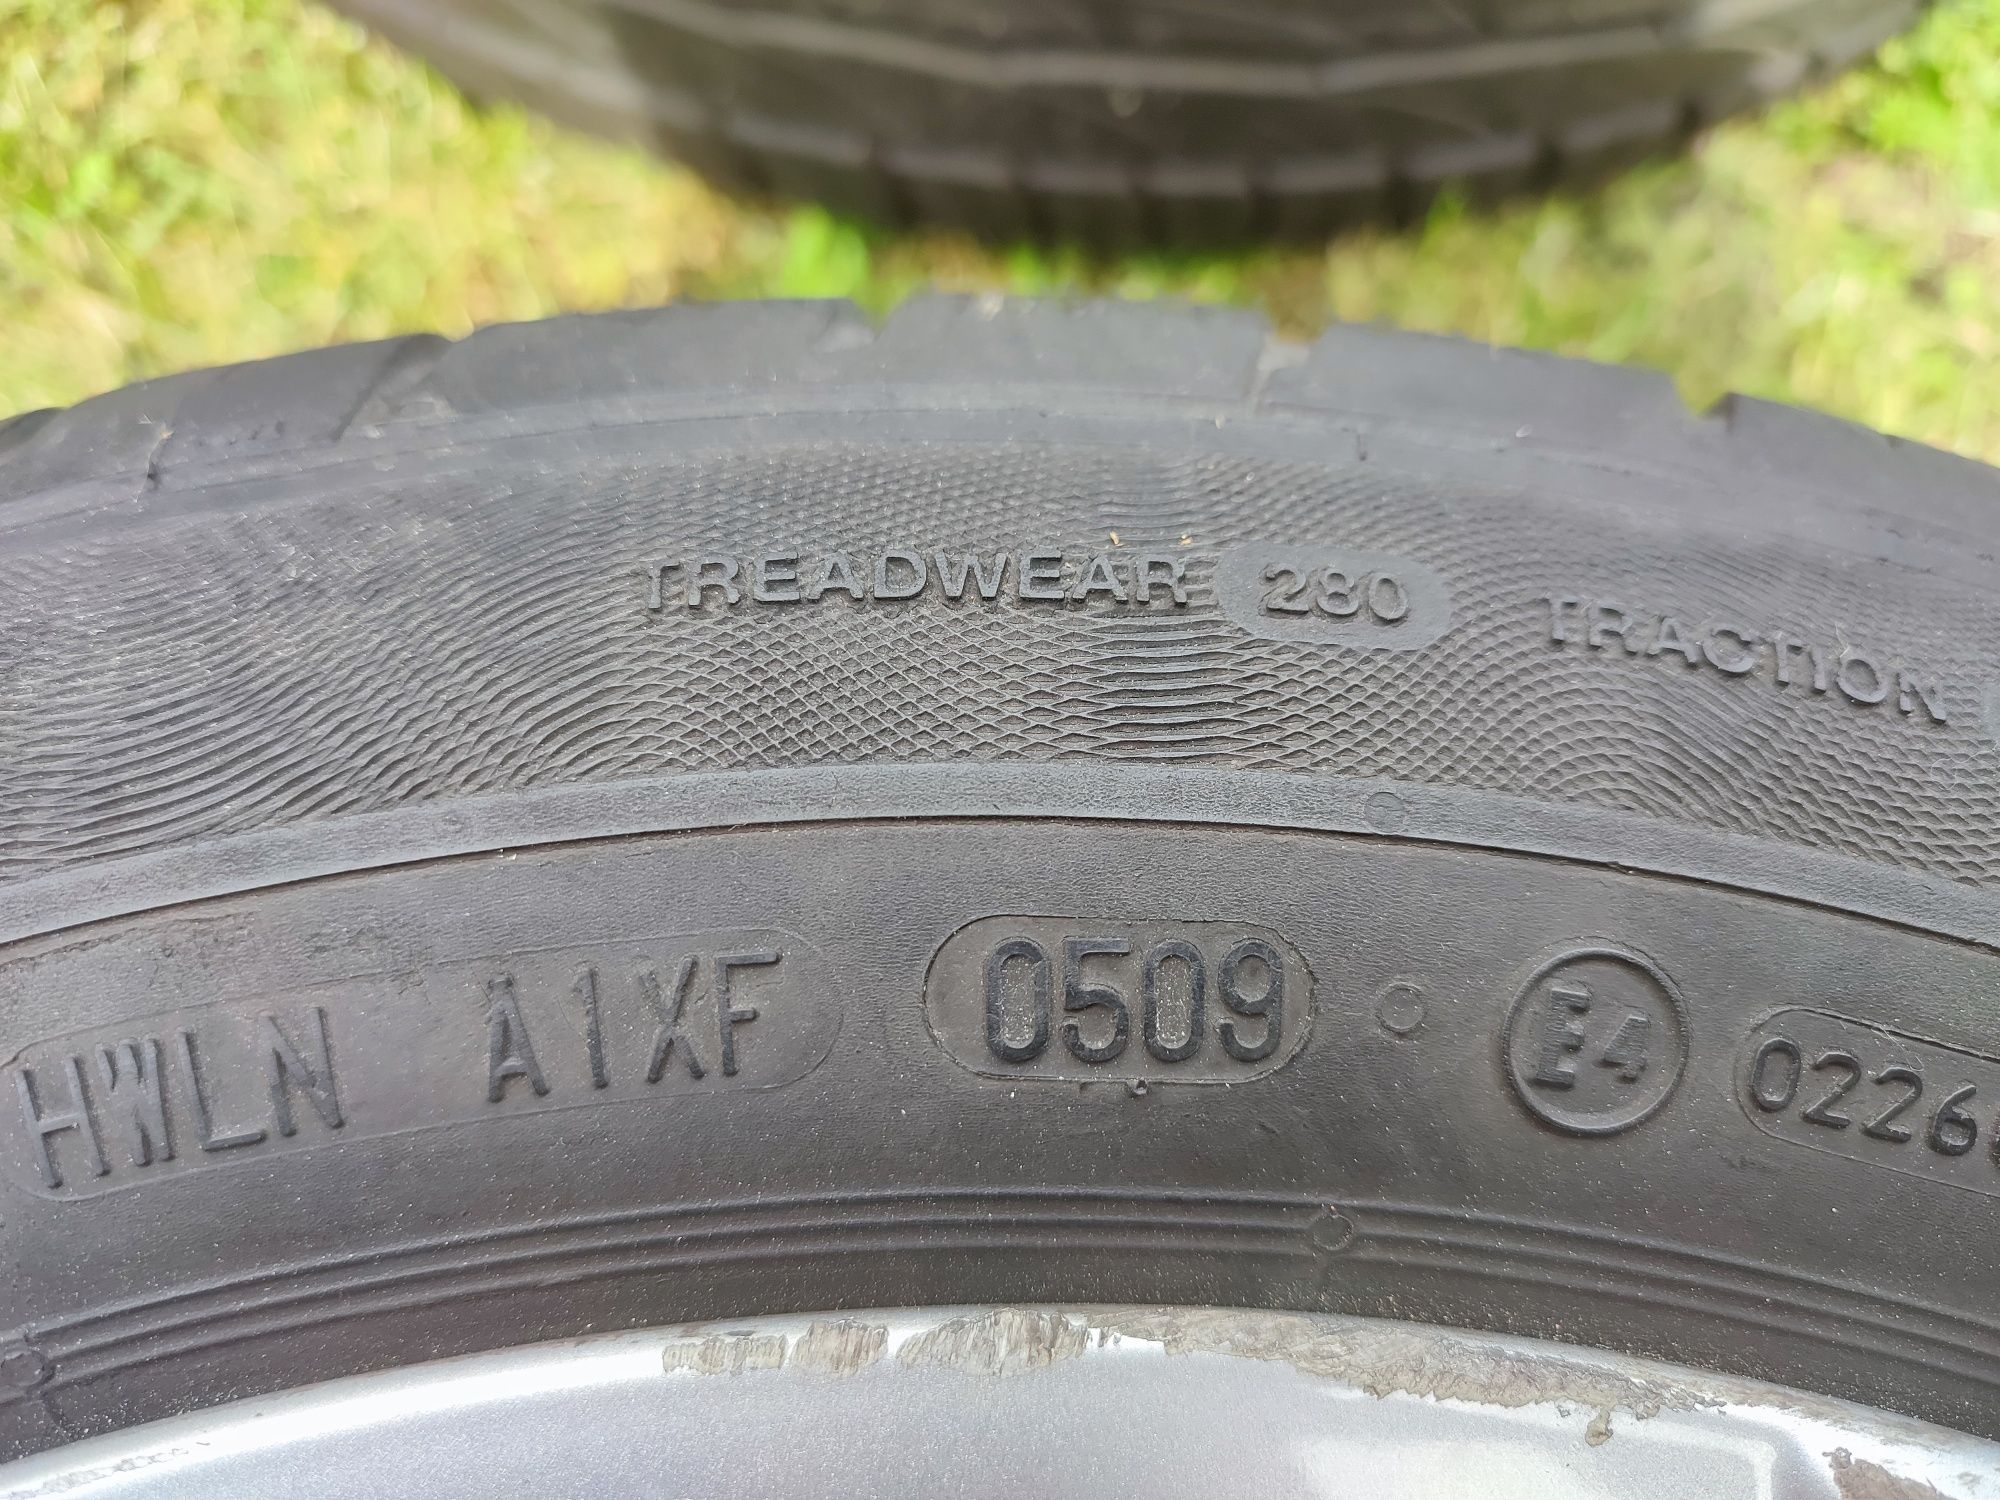 TREADWEAR 280 TRACTION
HWLN A1XF 0509 E4 0226